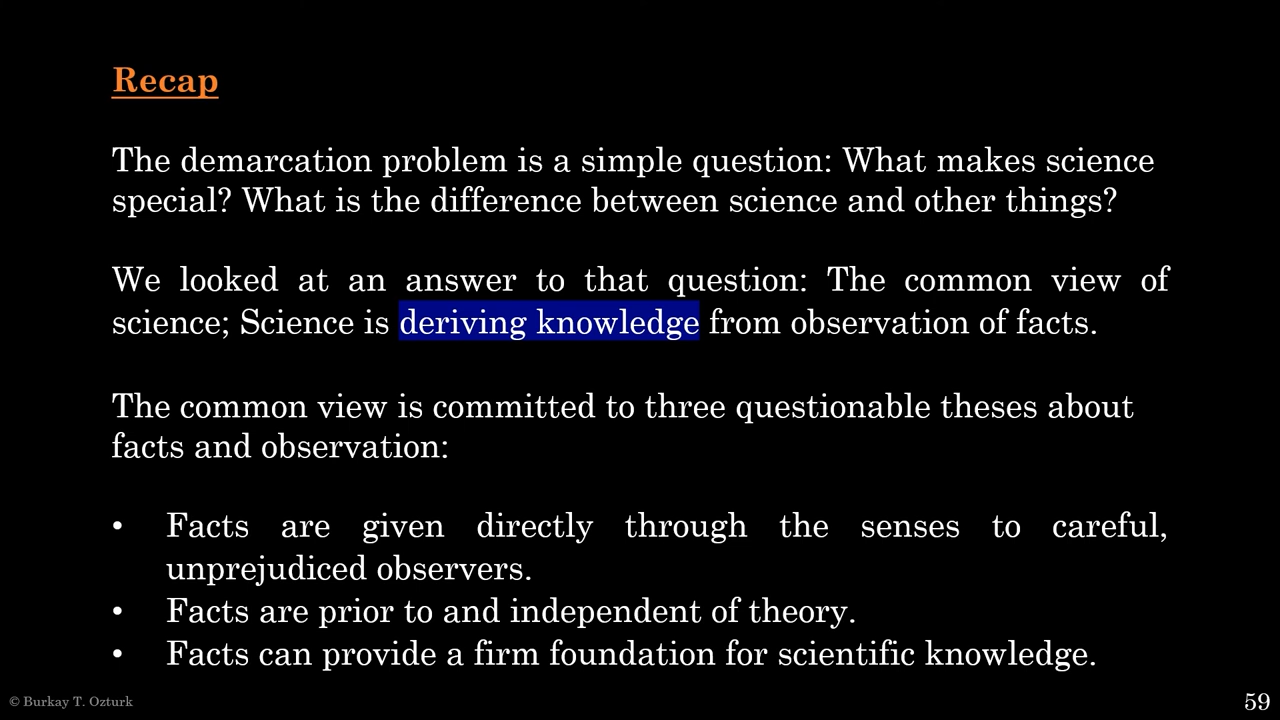 Recap
The demarcation problem is a simple question: What makes science
special? What is the difference between science and other things?
We looked at an answer to that question: The common view of
science; Science is deriving knowledge from observation of facts.
The common view is committed to three questionable theses about
facts and observation:
• Facts are given directly through the senses to careful,
unprejudiced observers.
• Facts are prior to and independent of theory.
• Facts can provide a firm foundation for scientific knowledge.
© Burkay T. Ozturk
59